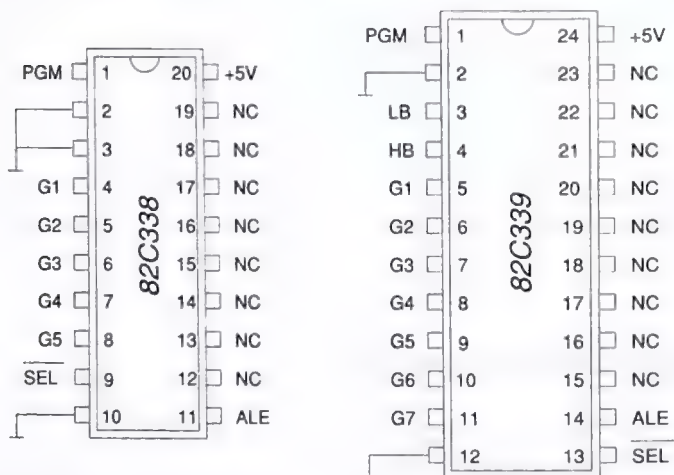 PGM 1 20 +5V
2 19 NC
3 18 NC
G1 4 17 NC
G2 5 16 NC
G3 6 15 NC
G4 7 14 NC
G5 8 13 NC
SEL 9 12 NC
10 11 ALE
82C338
PGM 1 24 +5V
2 23 NC
LB 3 22 NC
HB 4 21 NC
G1 5 20 NC
G2 6 19 NC
G3 7 18 NC
G4 8 17 NC
G5 9 16 NC
G6 10 15 NC
G7 11 14 ALE
12 13 SEL
82C339